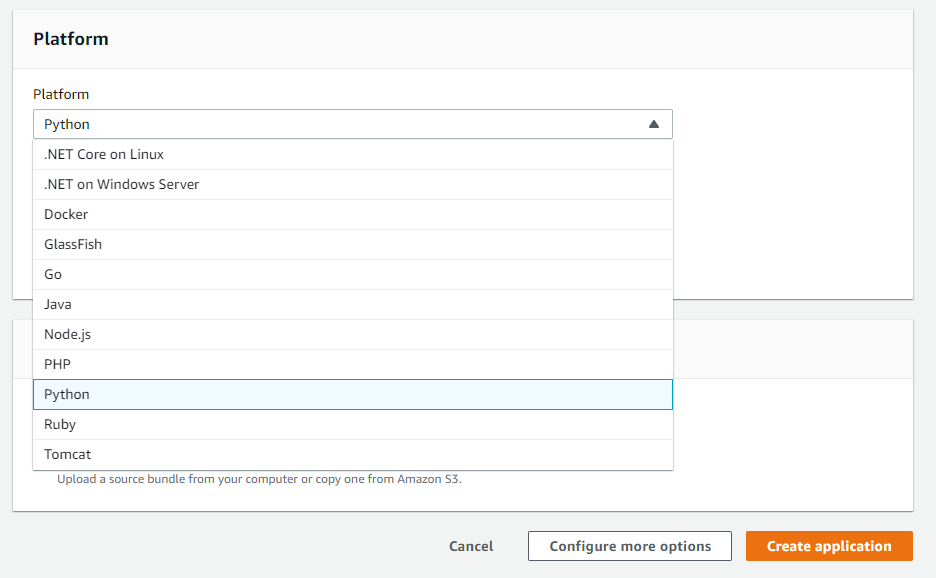 Platform
Platform
Python
.NET Core on Linux
.NET on Windows Server
Docker
GlassFish
Go
Java
Node.js
PHP
Python
Ruby
Tomcat
Upload a source bundle from your computer or copy one from Amazon S3.
Cancel
Configure more options
Create application